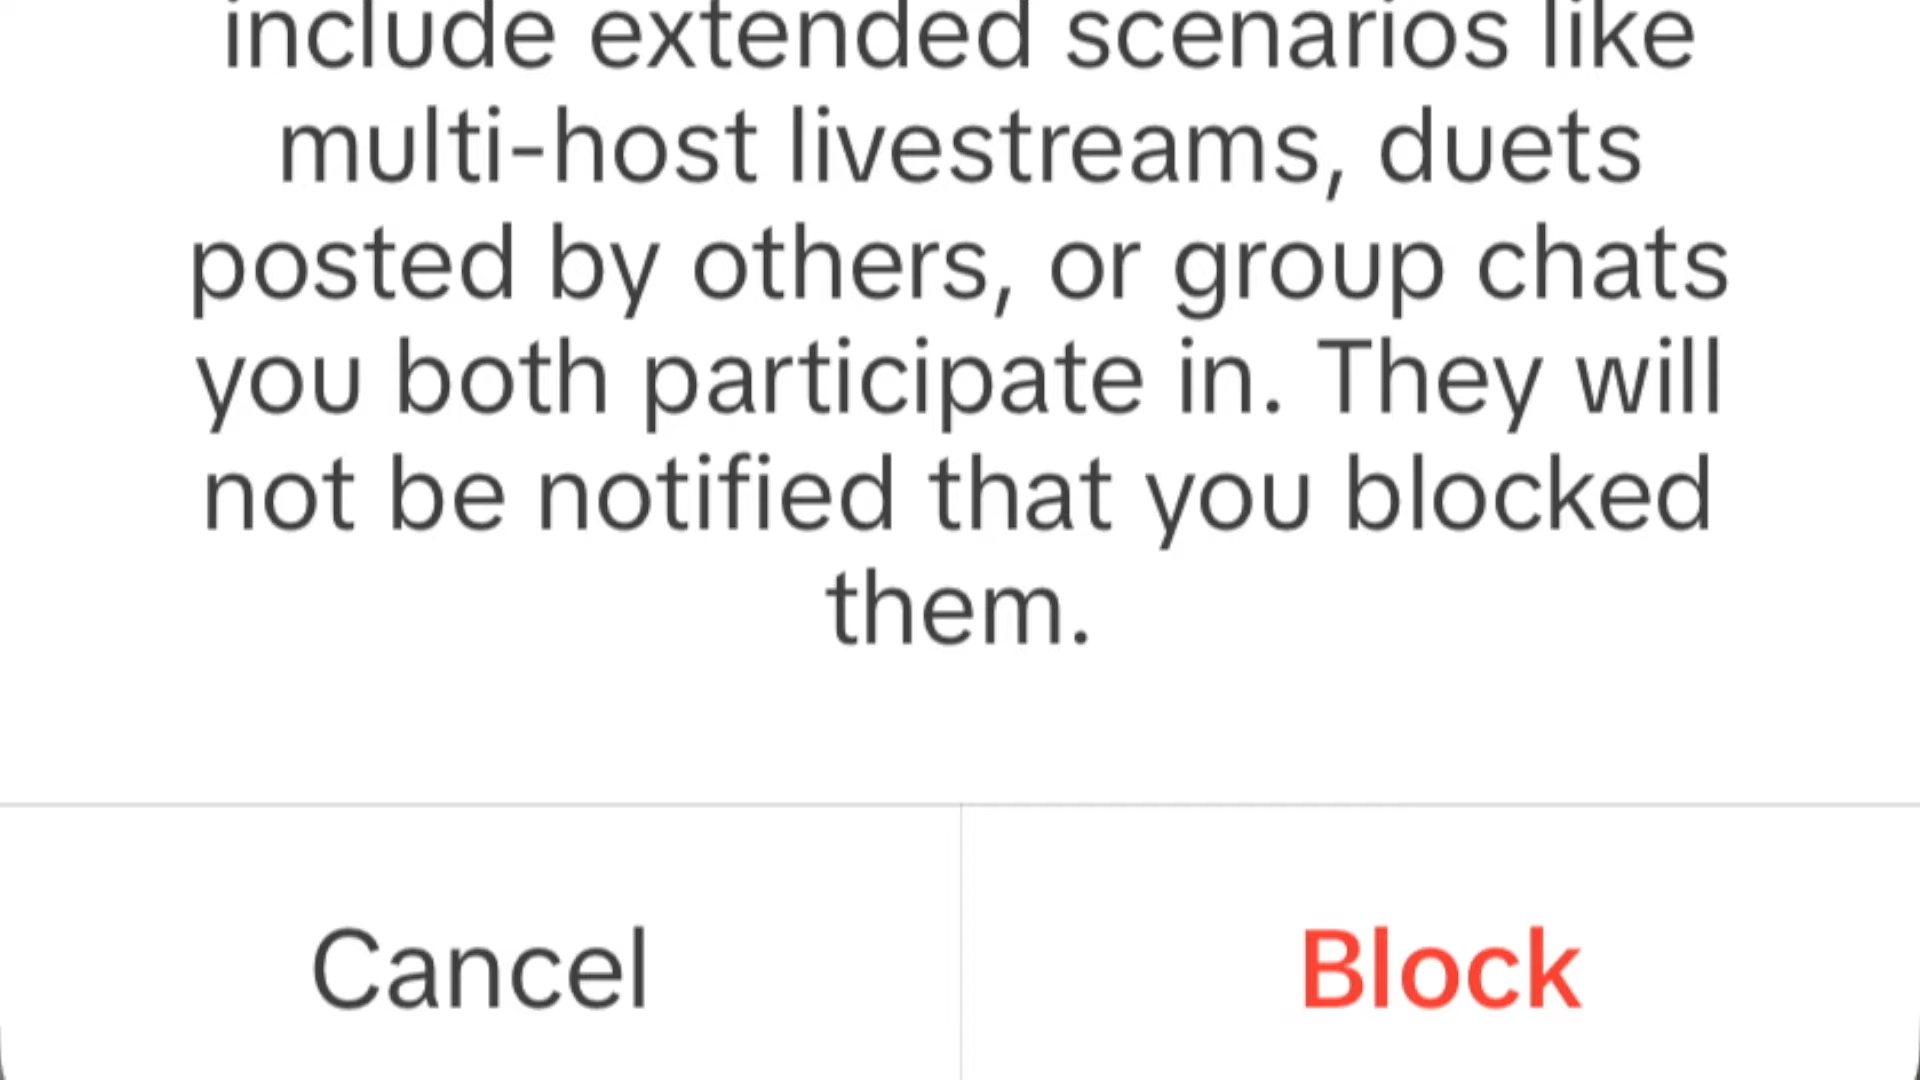 include extended scenarios like
multi-host livestreams, duets
posted by others, or group chats
you both participate in. They will
not be notified that you blocked
them.
Cancel
Block